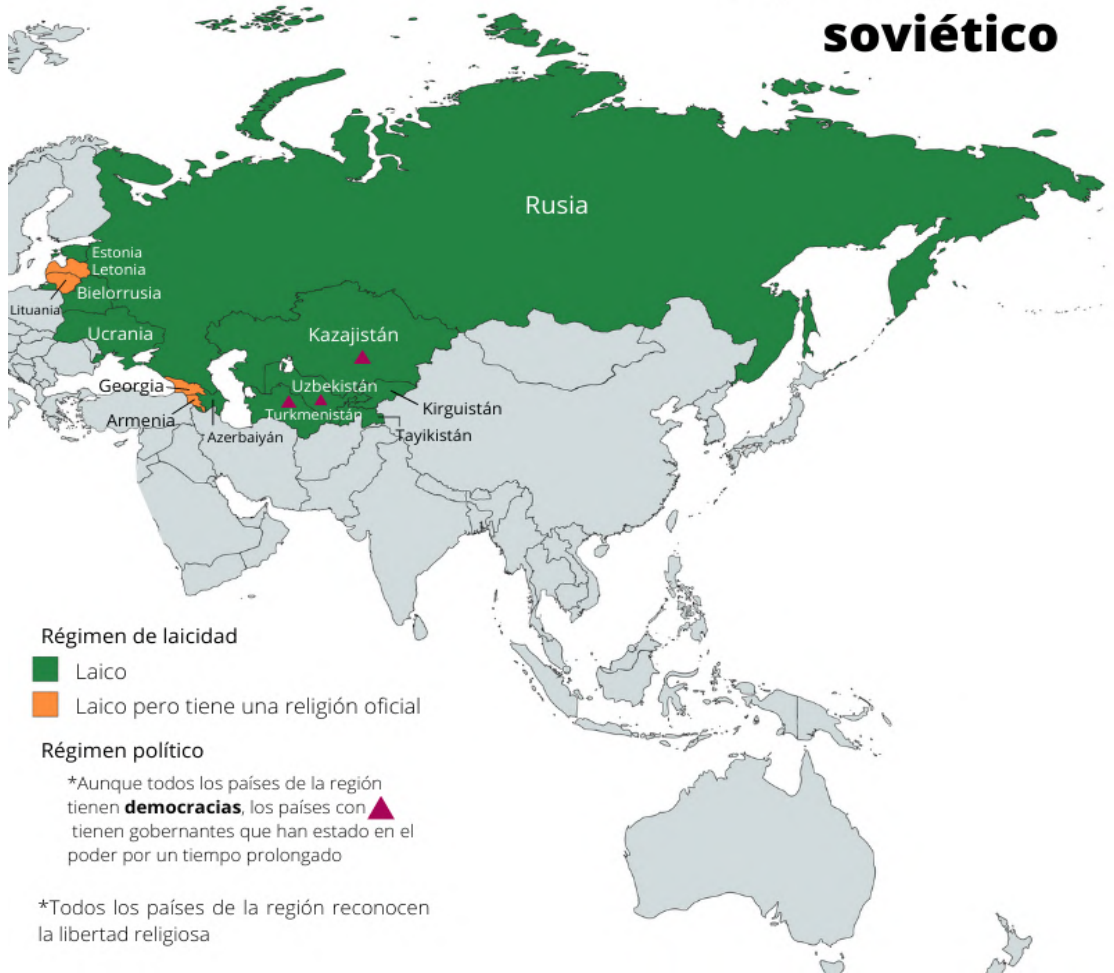 soviético
Rusia
Estonia
Letonia
Bielorrusia
Lituania
Ucrania
Kazajistán
Georgia
Uzbekistán
Armenia
Turkmenistán
Kirguistán
Azerbaiyán
Tayikistán
Régimen de laicidad
Laico
Laico pero tiene una religión oficial
Régimen político
*Aunque todos los países de la región
tienen democracias, los países con
tienen gobernantes que han estado en el
poder por un tiempo prolongado
*Todos los países de la región reconocen
la libertad religiosa